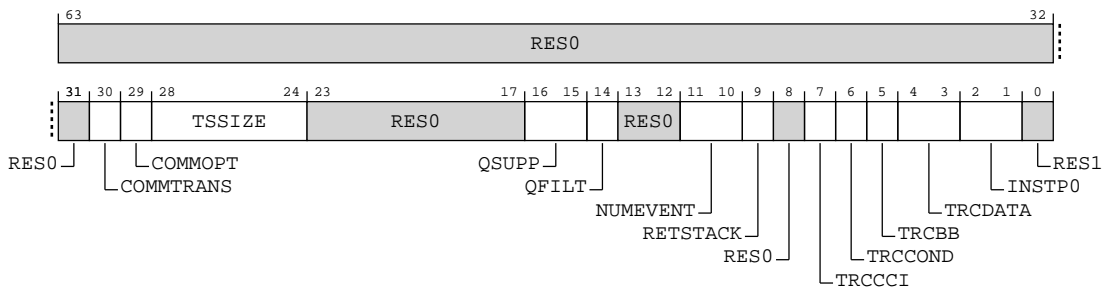 63 32
RES0
31 30 29 28 24 23 17 16 15 14 13 12 11 10 9 8 7 6 5 4 3 2 1 0
TSSIZE RES0 RES0
RES0 COMMOPT QSUPP RES1
COMMTRANS QFILT INSTP0
NUMEVENT TRCDATA
RETSTACK TRCBB
RES0 TRCCOND
TRCCCI